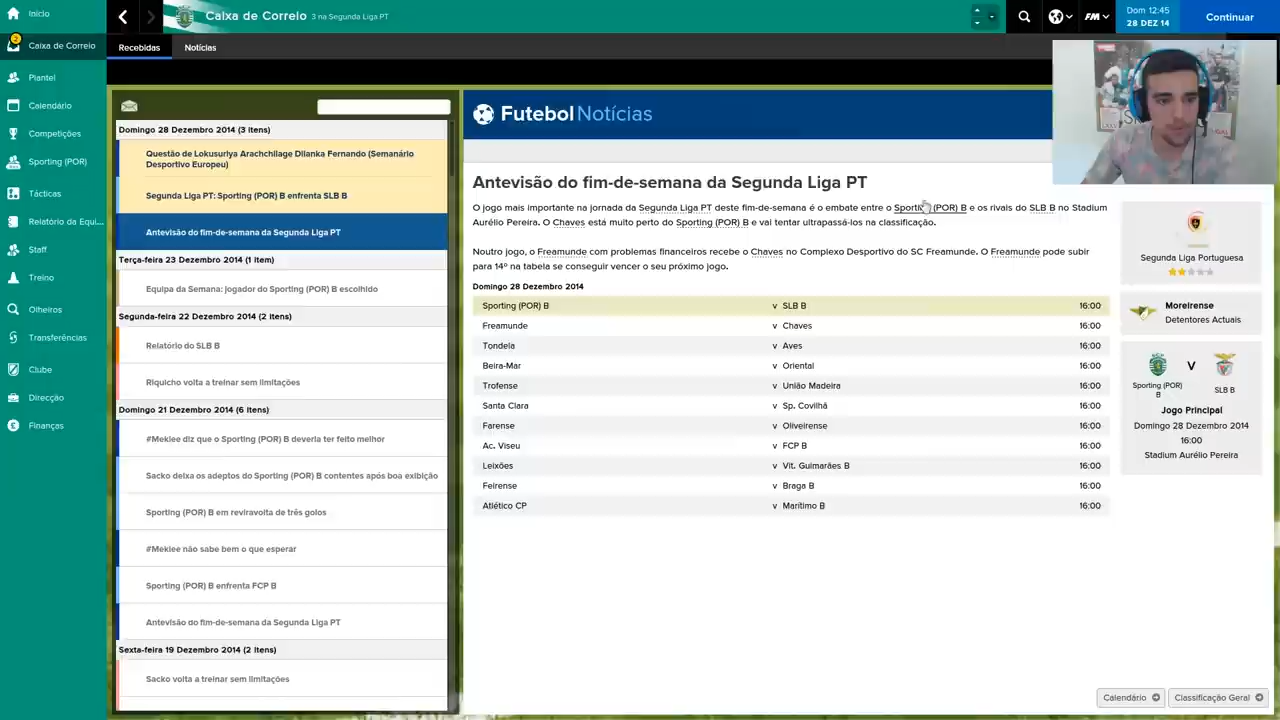 Início
Caixa de Correio
2
Plantel
Calendário
Competições
Sporting (POR)
Tácticas
Relatório da Equi...
Staff
Treino
Olheiros
Transferências
Clube
Direcção
Finanças
Caixa de Correio 3 na Segunda Liga PT
FM
Dom 12:45
28 DEZ 14
Continuar
Recebidas Notícias
Domingo 28 Dezembro 2014 (3 itens)
Questão de Lokusuriya Arachchilage Dilanka Fernando (Semanário
Desportivo Europeu)
Segunda Liga PT: Sporting (POR) B enfrenta SLB B
Antevisão do fim-de-semana da Segunda Liga PT
Terça-feira 23 Dezembro 2014 (1 item)
Equipa da Semana: jogador do Sporting (POR) B escolhido
Segunda-feira 22 Dezembro 2014 (2 itens)
Relatório do SLB B
Riquicho volta a treinar sem limitações
Domingo 21 Dezembro 2014 (6 itens)
#Meklee diz que o Sporting (POR) B deveria ter feito melhor
Sacko deixa os adeptos do Sporting (POR) B contentes após boa exibição
Sporting (POR) B em reviravolta de três golos
#Meklee não sabe bem o que esperar
Sporting (POR) B enfrenta FCP B
Antevisão do fim-de-semana da Segunda Liga PT
Sexta-feira 19 Dezembro 2014 (2 itens)
Sacko volta a treinar sem limitações
Futebol Notícias
Antevisão do fim-de-semana da Segunda Liga PT
O jogo mais importante na jornada da Segunda Liga PT deste fim-de-semana é o embate entre o Sporting (POR) B e os rivais do SLB B no Stadium
Aurélio Pereira. O Chaves está muito perto do Sporting (POR) B e vai tentar ultrapassá-los na classificação.
Noutro jogo, o Freamunde com problemas financeiros recebe o Chaves no Complexo Desportivo do SC Freamunde. O Freamunde pode subir
para 14º na tabela se conseguir vencer o seu próximo jogo.
Domingo 28 Dezembro 2014
Sporting (POR) B v SLB B 16:00
Freamunde v Chaves 16:00
Tondela v Aves 16:00
Beira-Mar v Oriental 16:00
Trofense v União Madeira 16:00
Santa Clara v Sp. Covilhã 16:00
Farense v Oliveirense 16:00
Ac. Viseu v FCP B 16:00
Leixões v Vit. Guimarães B 16:00
Feirense v Braga B 16:00
Atlético CP v Marítimo B 16:00
Segunda Liga Portuguesa
Moreirense
Detentores Actuais
V
Sporting (POR)
B
SLB B
Jogo Principal
Domingo 28 Dezembro 2014
16:00
Stadium Aurélio Pereira
Calendário
Classificação Geral